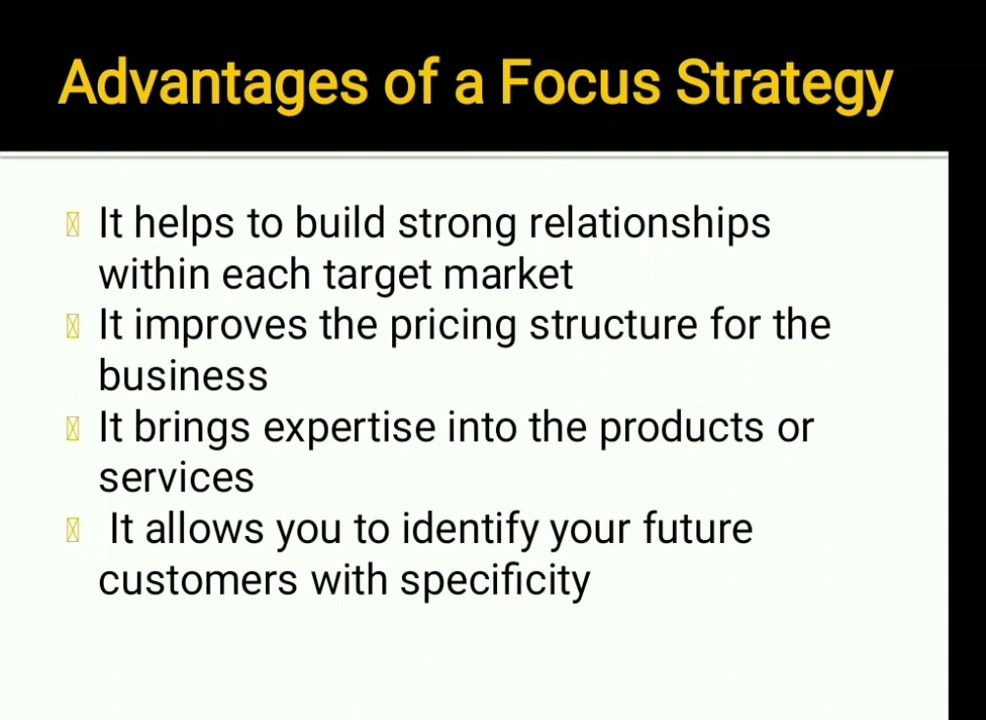 Advantages of a Focus Strategy
It helps to build strong relationships
within each target market
It improves the pricing structure for the
business
It brings expertise into the products or
services
It allows you to identify your future
customers with specificity